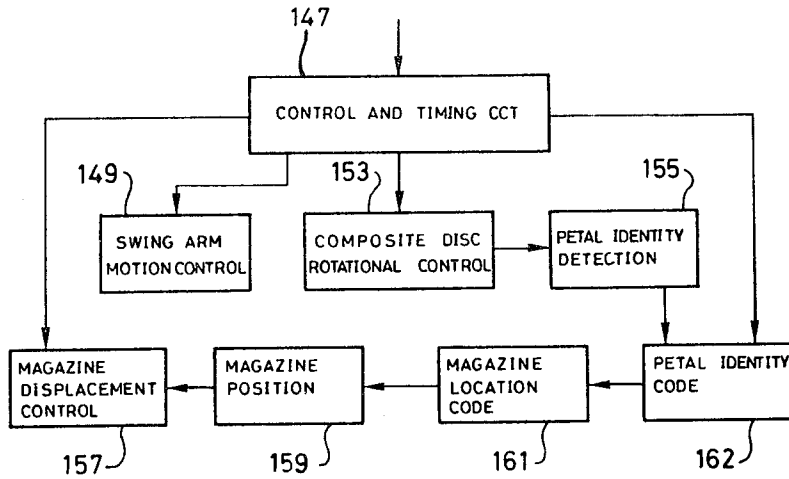 147
CONTROL AND TIMING CCT
149
153
155
SWING ARM
MOTION CONTROL
COMPOSITE DISC
ROTATIONAL CONTROL
PETAL IDENTITY
DETECTION
MAGAZINE
DISPLACEMENT
CONTROL
MAGAZINE
POSITION
MAGAZINE
LOCATION
CODE
PETAL IDENTITY
CODE
157
159
161
162